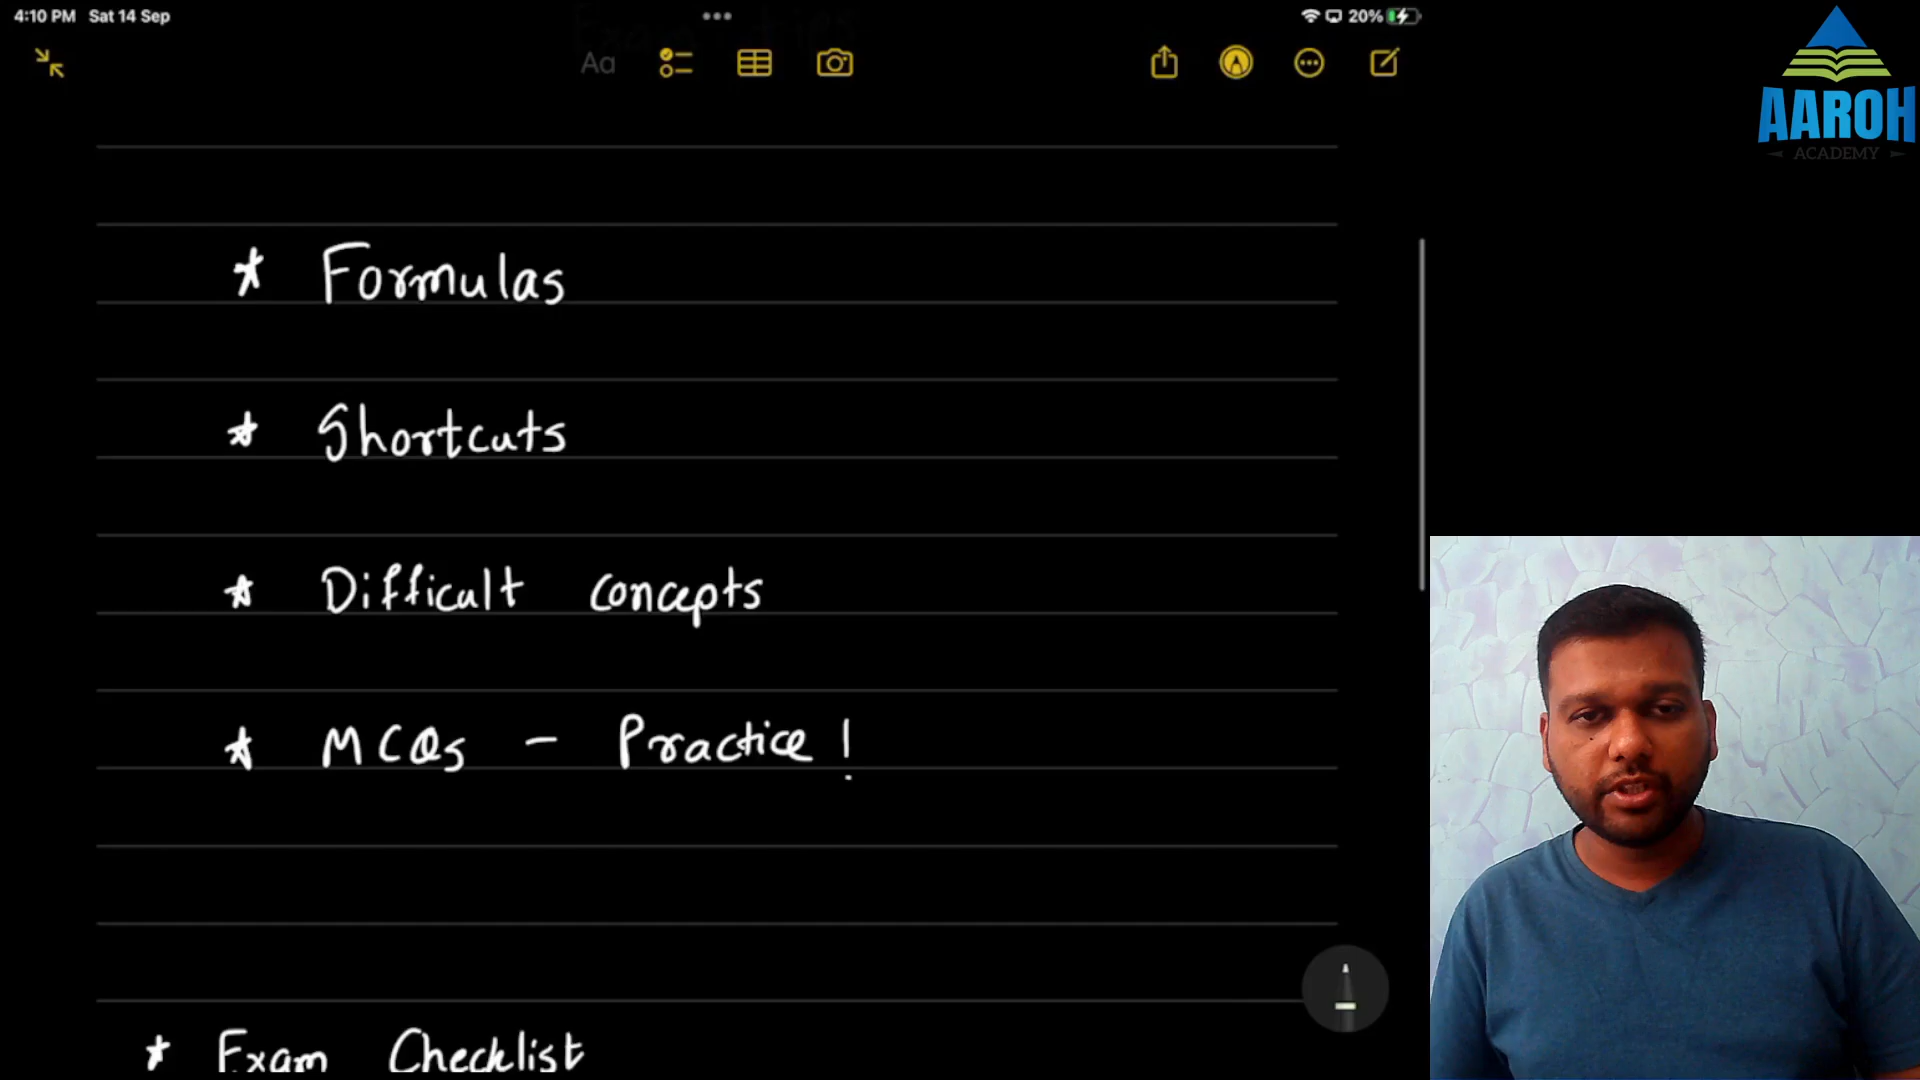 4:10 PM Sat 14 Sep
20%
Aa
AAROH
ACADEMY
* Formulas
* Shortcuts
* Difficult concepts
* MCQs - Practice!
* Exam Checklist